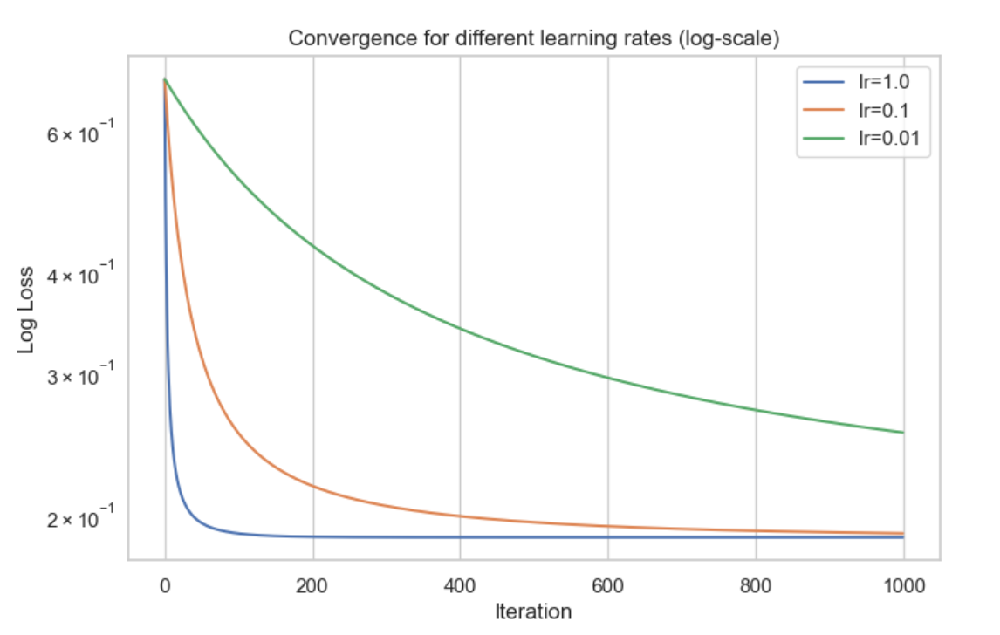 Convergence for different learning rates (log-scale)
lr=1.0
lr=0.1
lr=0.01
6 × 10⁻¹
4 × 10⁻¹
3 × 10⁻¹
2 × 10⁻¹
Log Loss
0 200 400 600 800 1000
Iteration